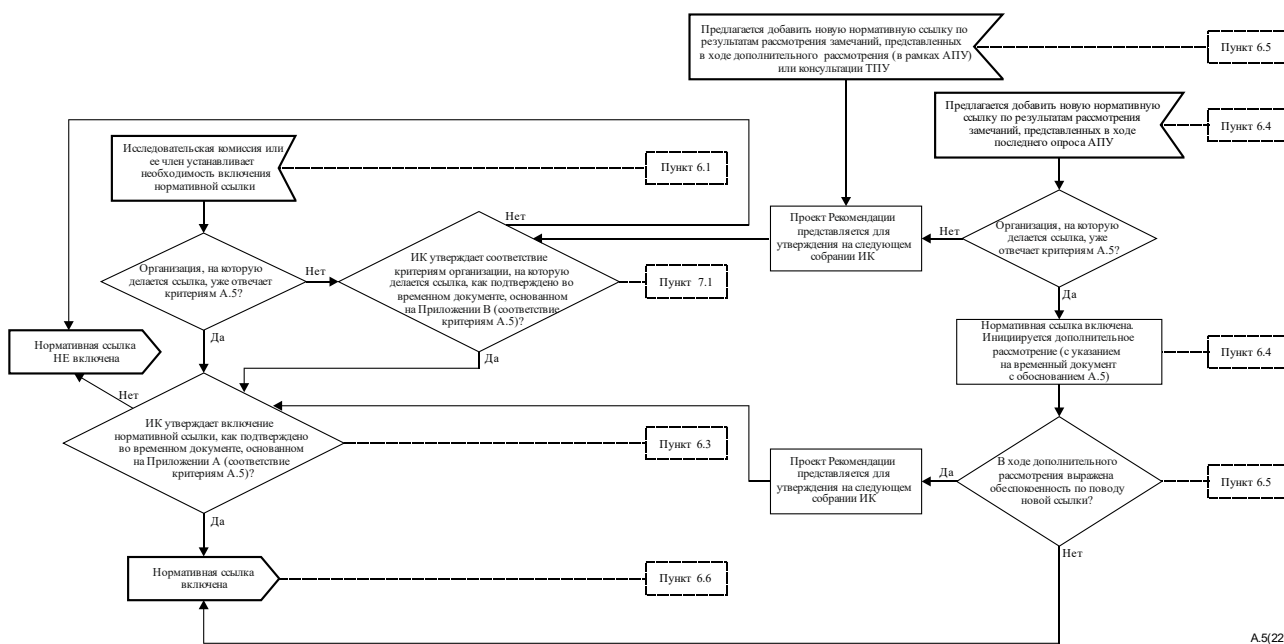 Предлагается добавить новую нормативную ссылку по
результатам рассмотрения замечаний, представленных
в ходе дополнительного рассмотрения (в рамках АПУ)
или консультации ТПУ
Пункт 6.5
Предлагается добавить новую нормативную
ссылку по результатам рассмотрения
замечаний, представленных в ходе
последнего опроса АПУ
Пункт 6.4
Исследовательская комиссия или
ее член устанавливает
необходимость включения
нормативной ссылки
Пункт 6.1
Организация, на которую
делается ссылка, уже отвечает
критериям А.5?
Нет
Да
ИК утверждает соответствие
критериям организации, на которую
делается ссылка, как подтверждено во
временном документе, основанном
на Приложении В (соответствие
критериям А.5)?
Нет
Да
Пункт 7.1
Проект Рекомендации
представляется для
утверждения на следующем
собрании ИК
Нет
Организация, на которую
делается ссылка, уже
отвечает критериям А.5?
Да
Нормативная ссылка
НЕ включена
Нормативная ссылка включена.
Инициируется дополнительное
рассмотрение (с указанием
на временный документ
с обоснованием А.5)
Пункт 6.4
Нет
ИК утверждает включение
нормативной ссылки, как подтверждено
во временном документе, основанном
на Приложении А (соответствие
критериям А.5)?
Да
Пункт 6.3
Проект Рекомендации
представляется для
утверждения на следующем
собрании ИК
Да
В ходе дополнительного
рассмотрения выражена
обеспокоенность по поводу
новой ссылки?
Нет
Пункт 6.5
Нормативная ссылка
включена
Пункт 6.6
A.5(22